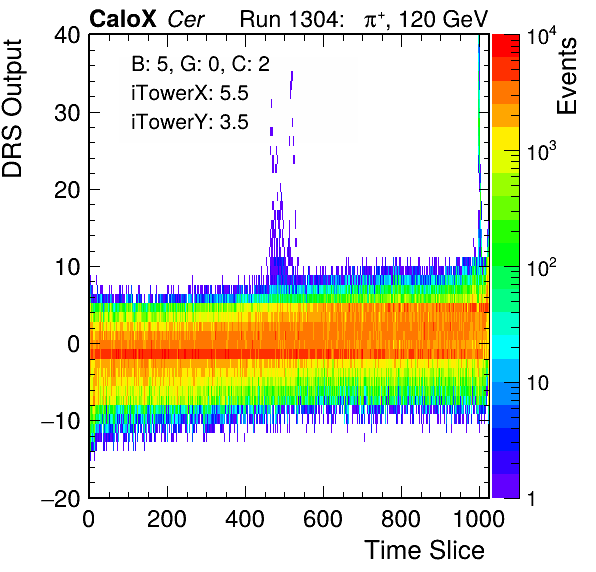 CaloX Cer Run 1304: π⁺, 120 GeV
B: 5, G: 0, C: 2
iTowerX: 5.5
iTowerY: 3.5
DRS Output
40
30
20
10
0
−10
−20
0 200 400 600 800 1000
Time Slice
Events
10⁴
10³
10²
10
1